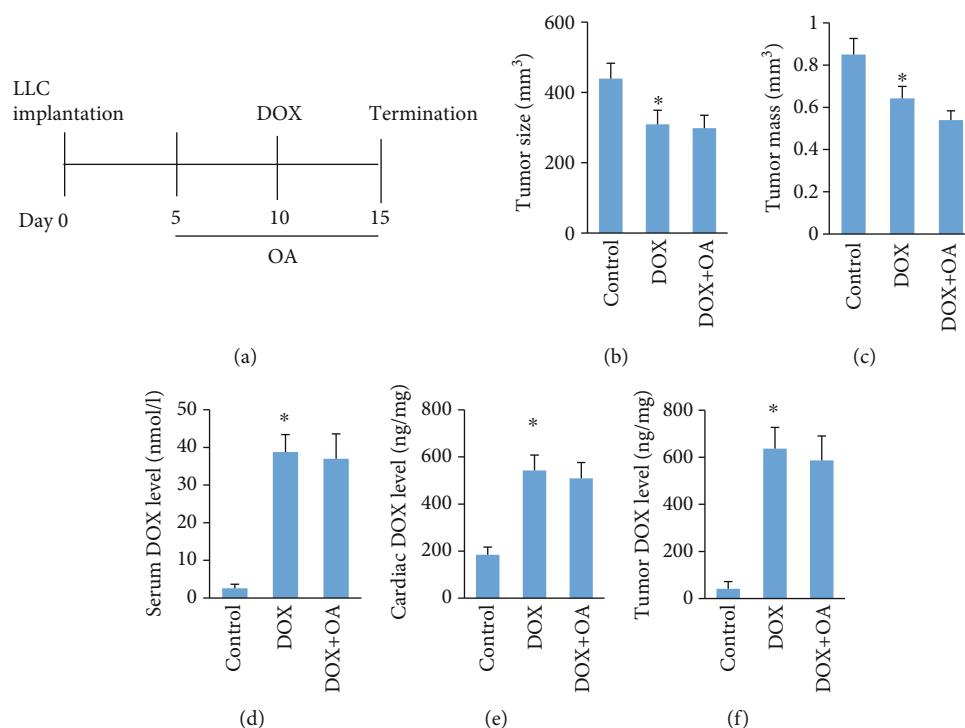 LLC
implantation
DOX
Termination
Day 0
5
10
15
OA
(a)
Tumor size (mm³)
600
400
200
0
*
Control
DOX
DOX+OA
(b)
Tumor mass (mm³)
1
0.8
0.6
0.4
0.2
0
*
Control
DOX
DOX+OA
(c)
Serum DOX level (nmol/l)
50
40
30
20
10
0
*
Control
DOX
DOX+OA
(d)
Cardiac DOX level (ng/mg)
800
600
400
200
0
*
Control
DOX
DOX+OA
(e)
Tumor DOX level (ng/mg)
800
600
400
200
0
*
Control
DOX
DOX+OA
(f)